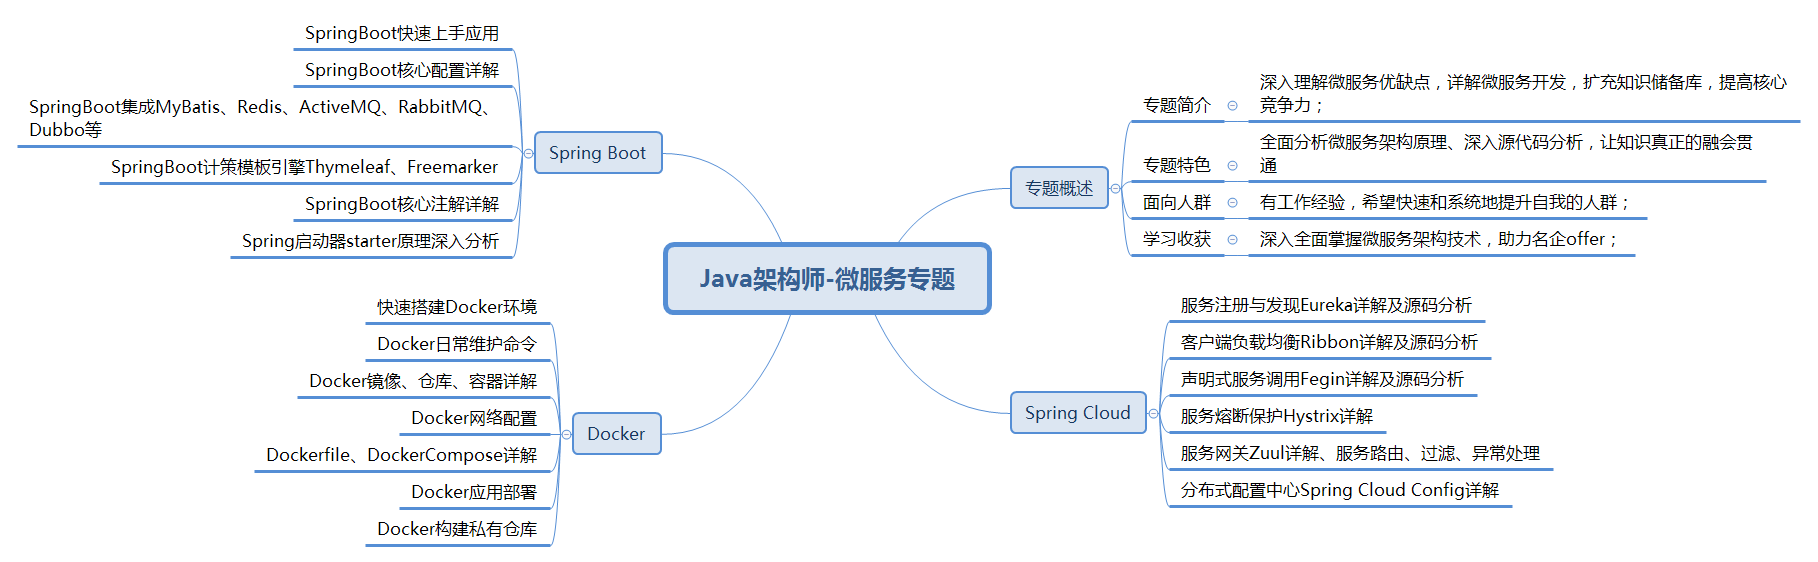 SpringBoot快速上手应用
SpringBoot核心配置详解
SpringBoot集成MyBatis、Redis、ActiveMQ、RabbitMQ、
Dubbo等
SpringBoot计策模板引擎Thymeleaf、Freemarker
SpringBoot核心注解详解
Spring启动器starter原理深入分析
Spring Boot
快速搭建Docker环境
Docker日常维护命令
Docker镜像、仓库、容器详解
Docker网络配置
Dockerfile、DockerCompose详解
Docker应用部署
Docker构建私有仓库
Docker
Java架构师-微服务专题
专题概述
专题简介
深入理解微服务优缺点，详解微服务开发，扩充知识储备库，提高核心
竞争力；
专题特色
全面分析微服务架构原理、深入源代码分析，让知识真正的融会贯
通
面向人群
有工作经验，希望快速和系统地提升自我的人群；
学习收获
深入全面掌握微服务架构技术，助力名企offer；
Spring Cloud
服务注册与发现Eureka详解及源码分析
客户端负载均衡Ribbon详解及源码分析
声明式服务调用Fegin详解及源码分析
服务熔断保护Hystrix详解
服务网关Zuul详解、服务路由、过滤、异常处理
分布式配置中心Spring Cloud Config详解